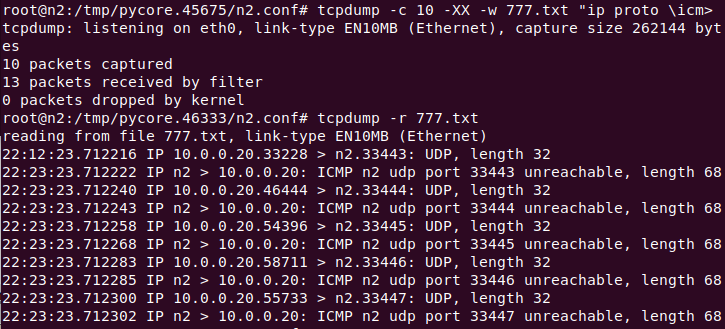 root@n2:/tmp/pycore.45675/n2.conf# tcpdump -c 10 -XX -w 777.txt "ip proto \icm>
tcpdump: listening on eth0, link-type EN10MB (Ethernet), capture size 262144 byt
es
10 packets captured
13 packets received by filter
0 packets dropped by kernel
root@n2:/tmp/pycore.46333/n2.conf# tcpdump -r 777.txt
reading from file 777.txt, link-type EN10MB (Ethernet)
22:12:23.712216 IP 10.0.0.20.33228 > n2.33443: UDP, length 32
22:23:23.712222 IP n2 > 10.0.0.20: ICMP n2 udp port 33443 unreachable, length 68
22:23:23.712240 IP 10.0.0.20.46444 > n2.33444: UDP, length 32
22:23:23.712243 IP n2 > 10.0.0.20: ICMP n2 udp port 33444 unreachable, length 68
22:23:23.712258 IP 10.0.0.20.54396 > n2.33445: UDP, length 32
22:23:23.712268 IP n2 > 10.0.0.20: ICMP n2 udp port 33445 unreachable, length 68
22:23:23.712283 IP 10.0.0.20.58711 > n2.33446: UDP, length 32
22:23:23.712285 IP n2 > 10.0.0.20: ICMP n2 udp port 33446 unreachable, length 68
22:23:23.712300 IP 10.0.0.20.55733 > n2.33447: UDP, length 32
22:23:23.712302 IP n2 > 10.0.0.20: ICMP n2 udp port 33447 unreachable, length 68